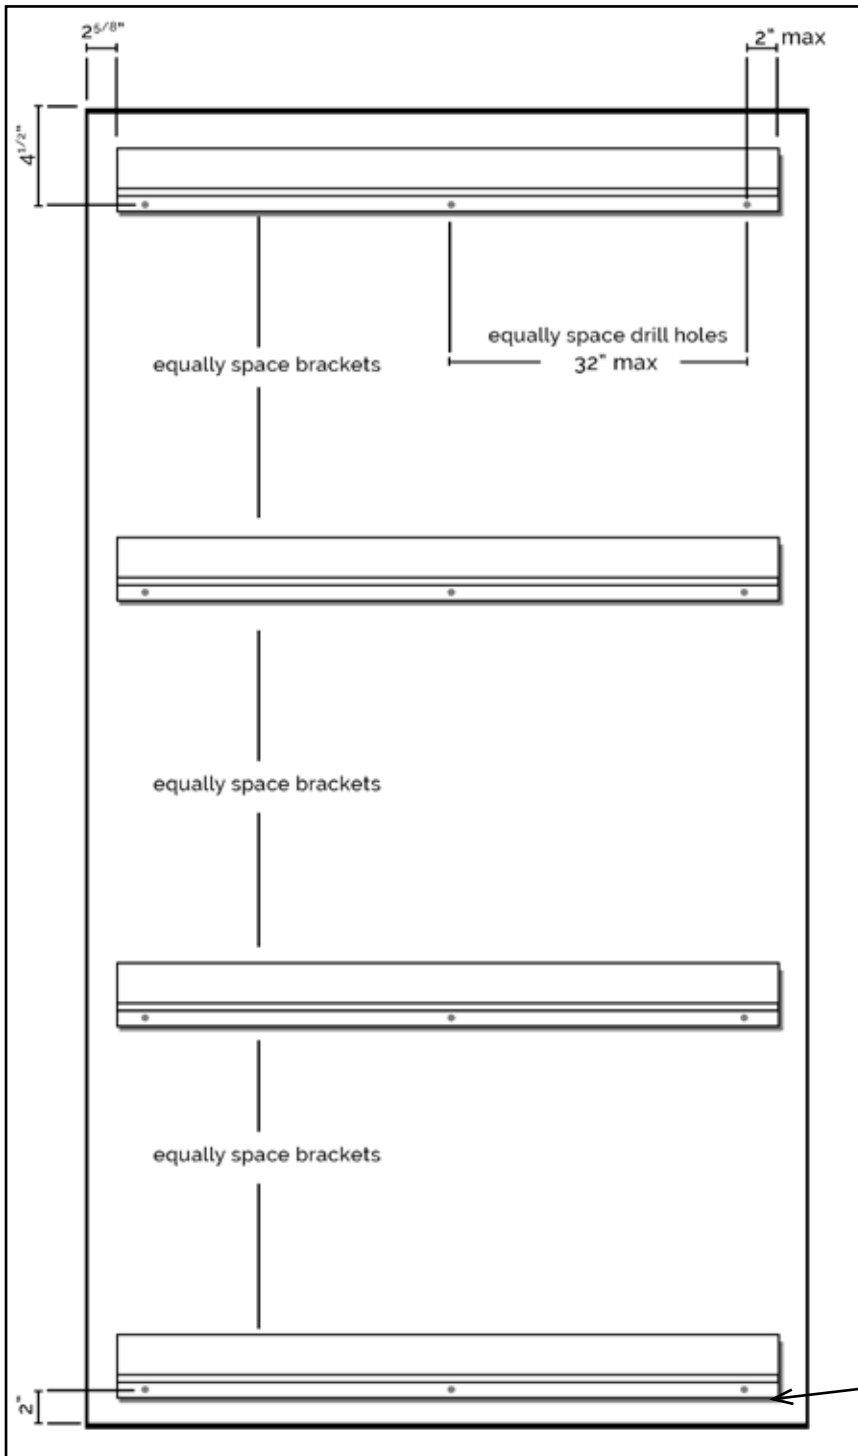 2 5/8"
2" max
4 1/2"
equally space drill holes
32" max
equally space brackets
equally space brackets
equally space brackets
2"